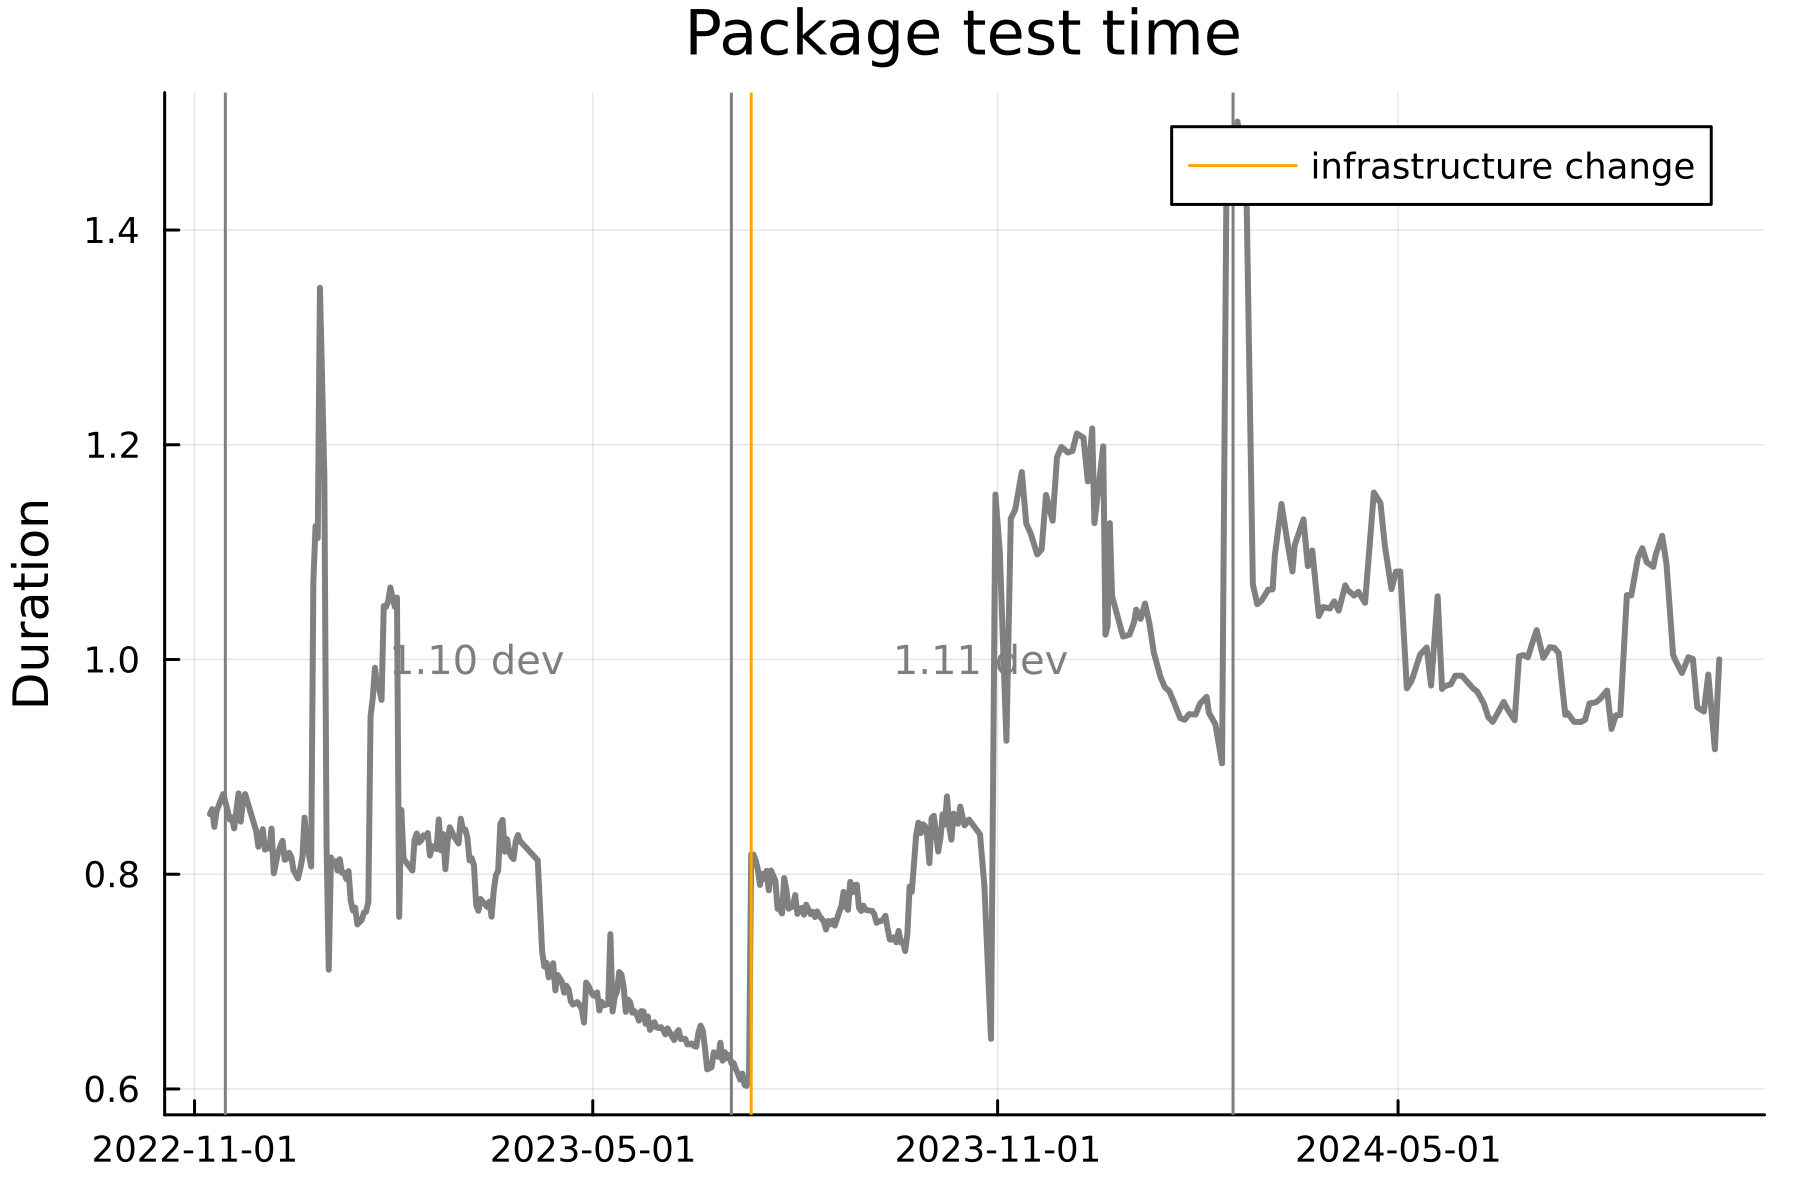 Package test time
infrastructure change
Duration
1.4
1.2
1.0
0.8
0.6
1.10 dev
1.11 dev
2022-11-01
2023-05-01
2023-11-01
2024-05-01